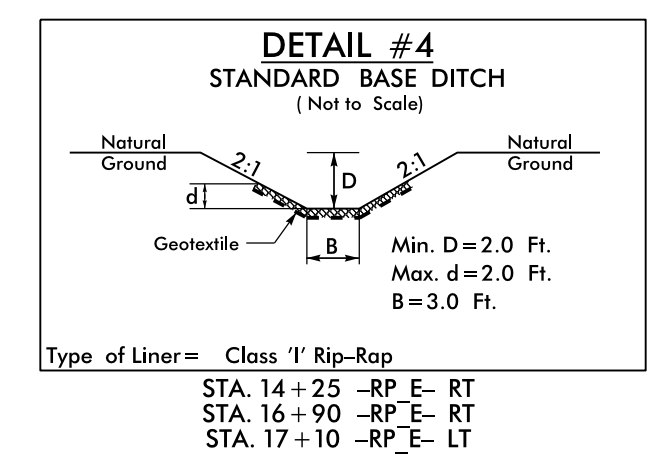 DETAIL #4
STANDARD BASE DITCH
( Not to Scale)
Natural
Ground
2:1
D
2:1
Natural
Ground
d
Geotextile
B
Min. D=2.0 Ft.
Max. d=2.0 Ft.
B=3.0 Ft.
Type of Liner= Class 'I' Rip-Rap
STA. 14+25 -RP_E- RT
STA. 16+90 -RP_E- RT
STA. 17+10 -RP_E- LT